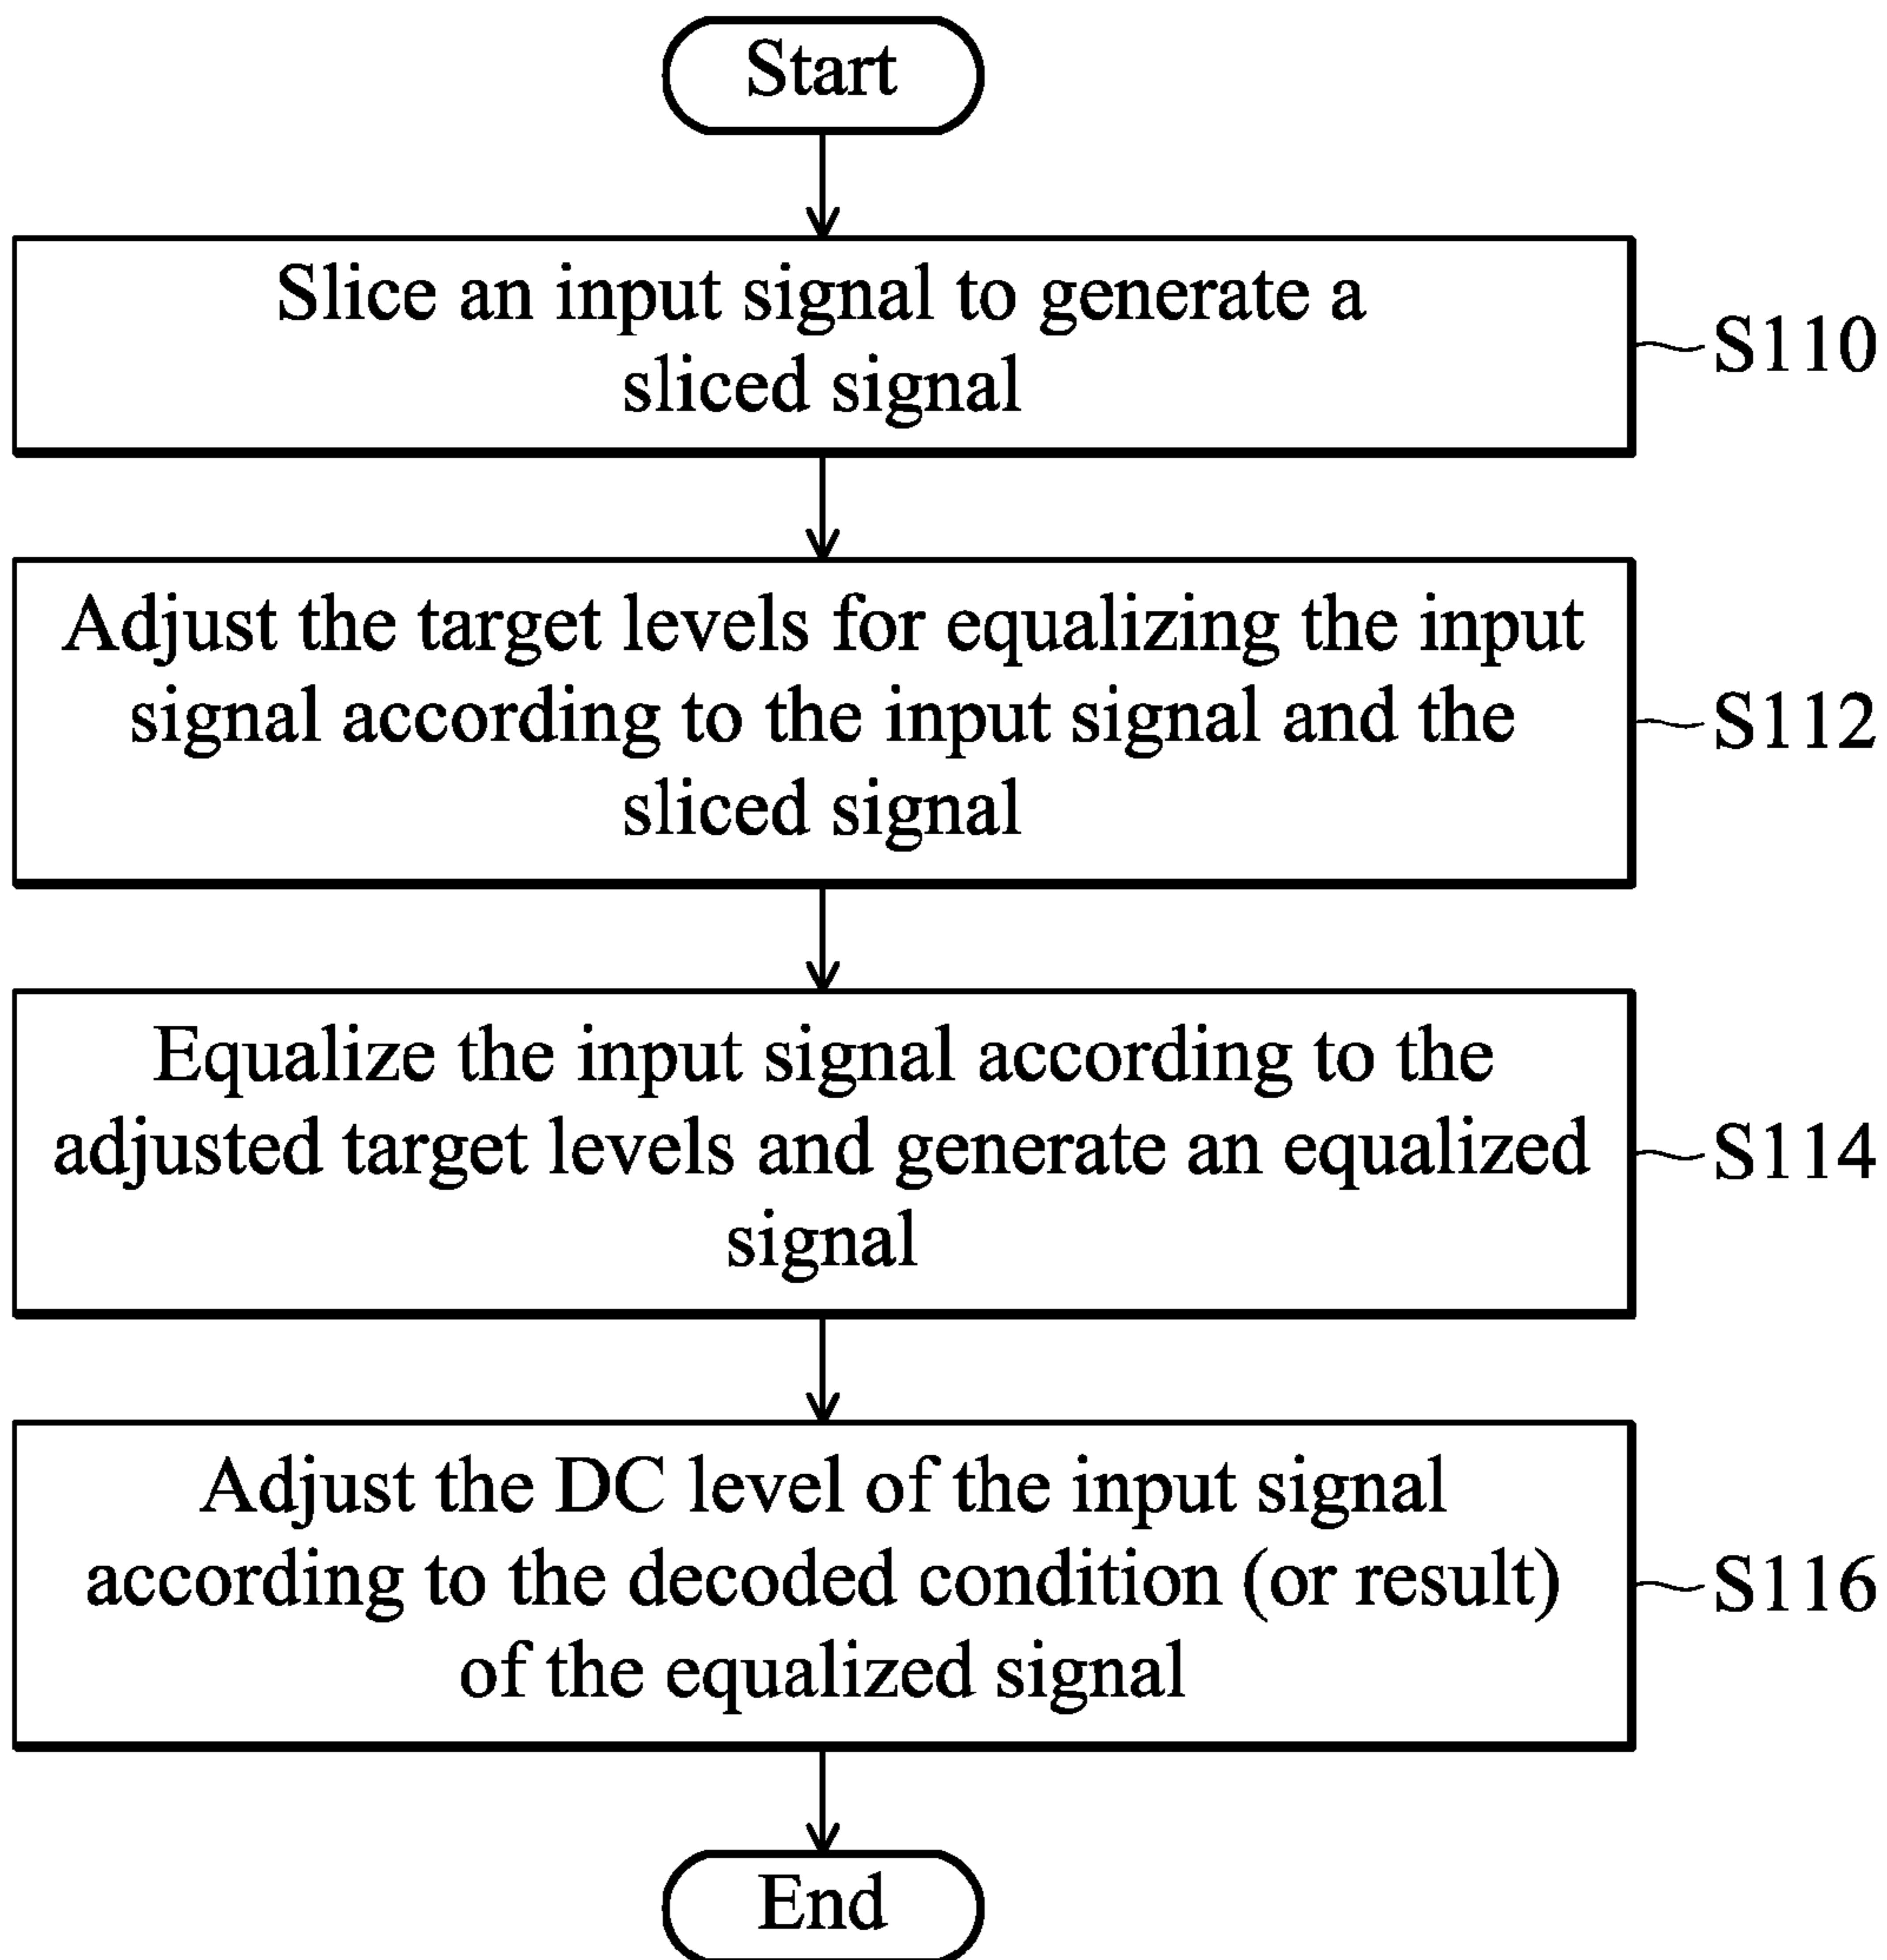 Start
Slice an input signal to generate a
sliced signal
S110
Adjust the target levels for equalizing the input
signal according to the input signal and the
sliced signal
S112
Equalize the input signal according to the
adjusted target levels and generate an equalized
signal
S114
Adjust the DC level of the input signal
according to the decoded condition (or result)
of the equalized signal
S116
End